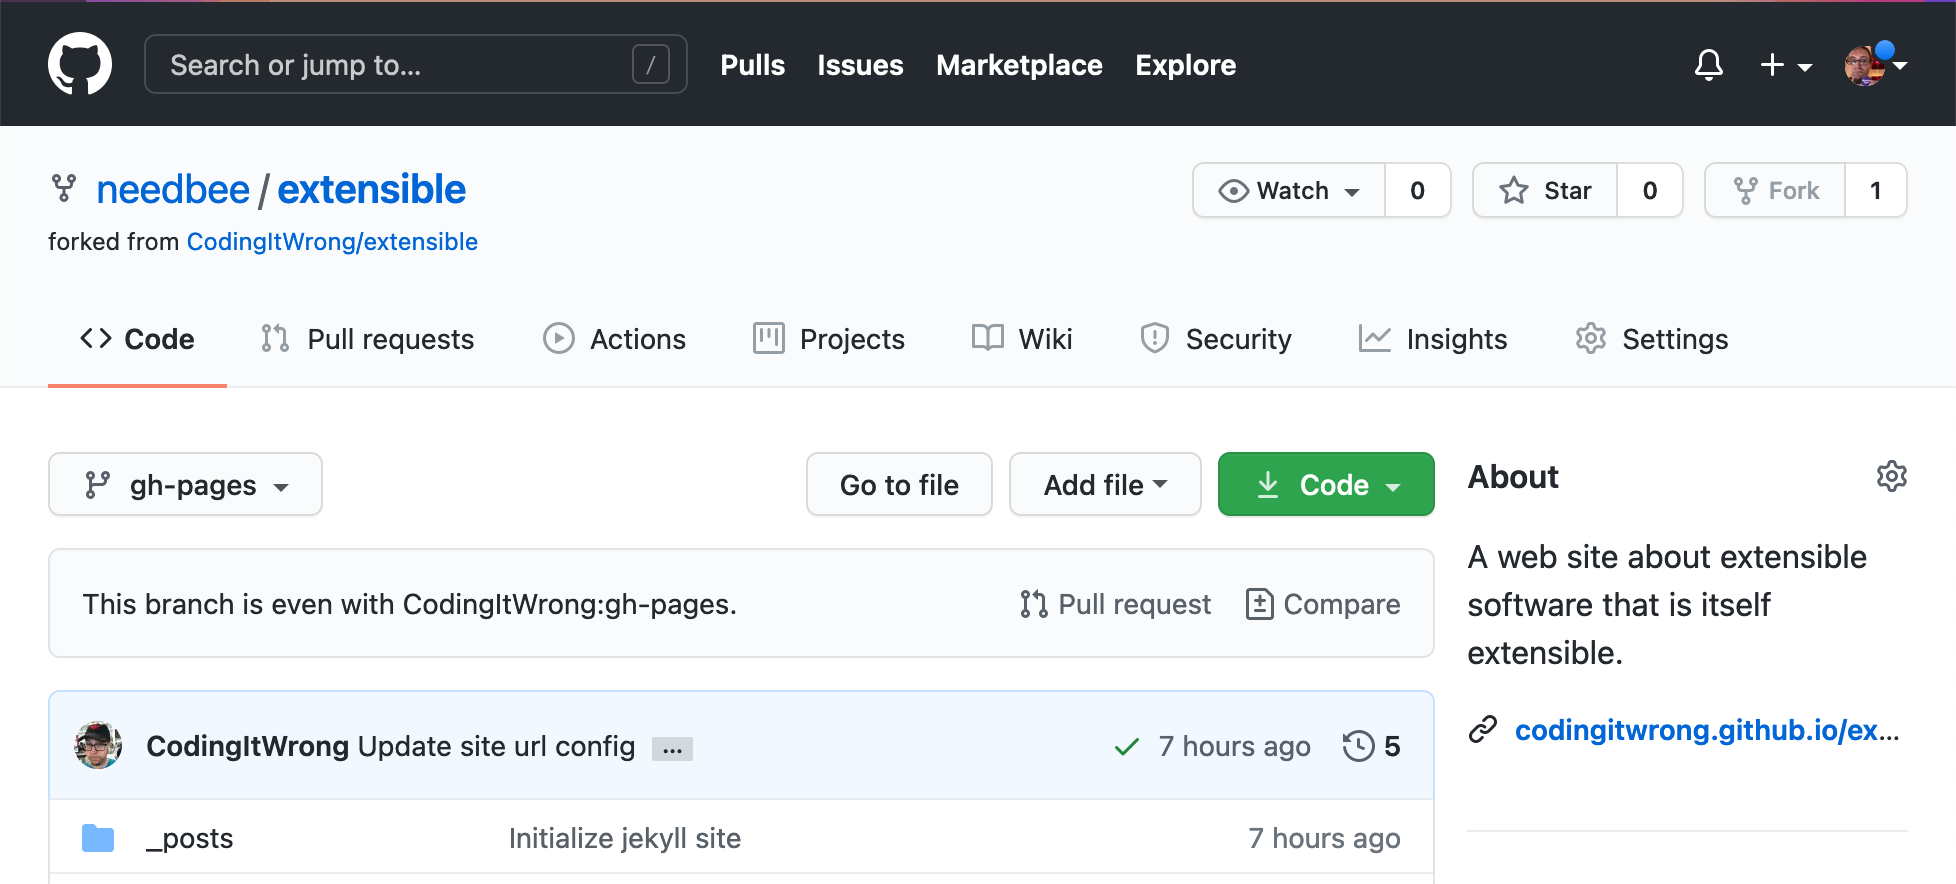 Search or jump to... /
Pulls Issues Marketplace Explore
needbee / extensible
forked from CodingItWrong/extensible
Watch 0 Star 0 Fork 1
Code Pull requests Actions Projects Wiki Security Insights Settings
gh-pages Go to file Add file Code
This branch is even with CodingItWrong:gh-pages. Pull request Compare
CodingItWrong Update site url config ... 7 hours ago 5
_posts Initialize jekyll site 7 hours ago
About
A web site about extensible
software that is itself
extensible.
codingitwrong.github.io/ex...